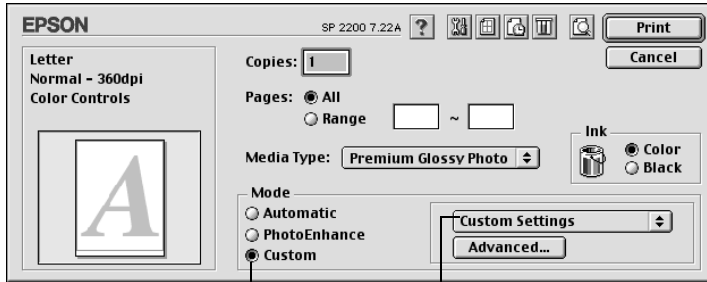 EPSON
SP 2200 7.22A
?
Print
Cancel
Letter
Normal - 360dpi
Color Controls
A
Copies: 1
Pages: All
Range ~
Media Type: Premium Glossy Photo
Ink
Color
Black
Mode
Automatic
PhotoEnhance
Custom
Custom Settings
Advanced...